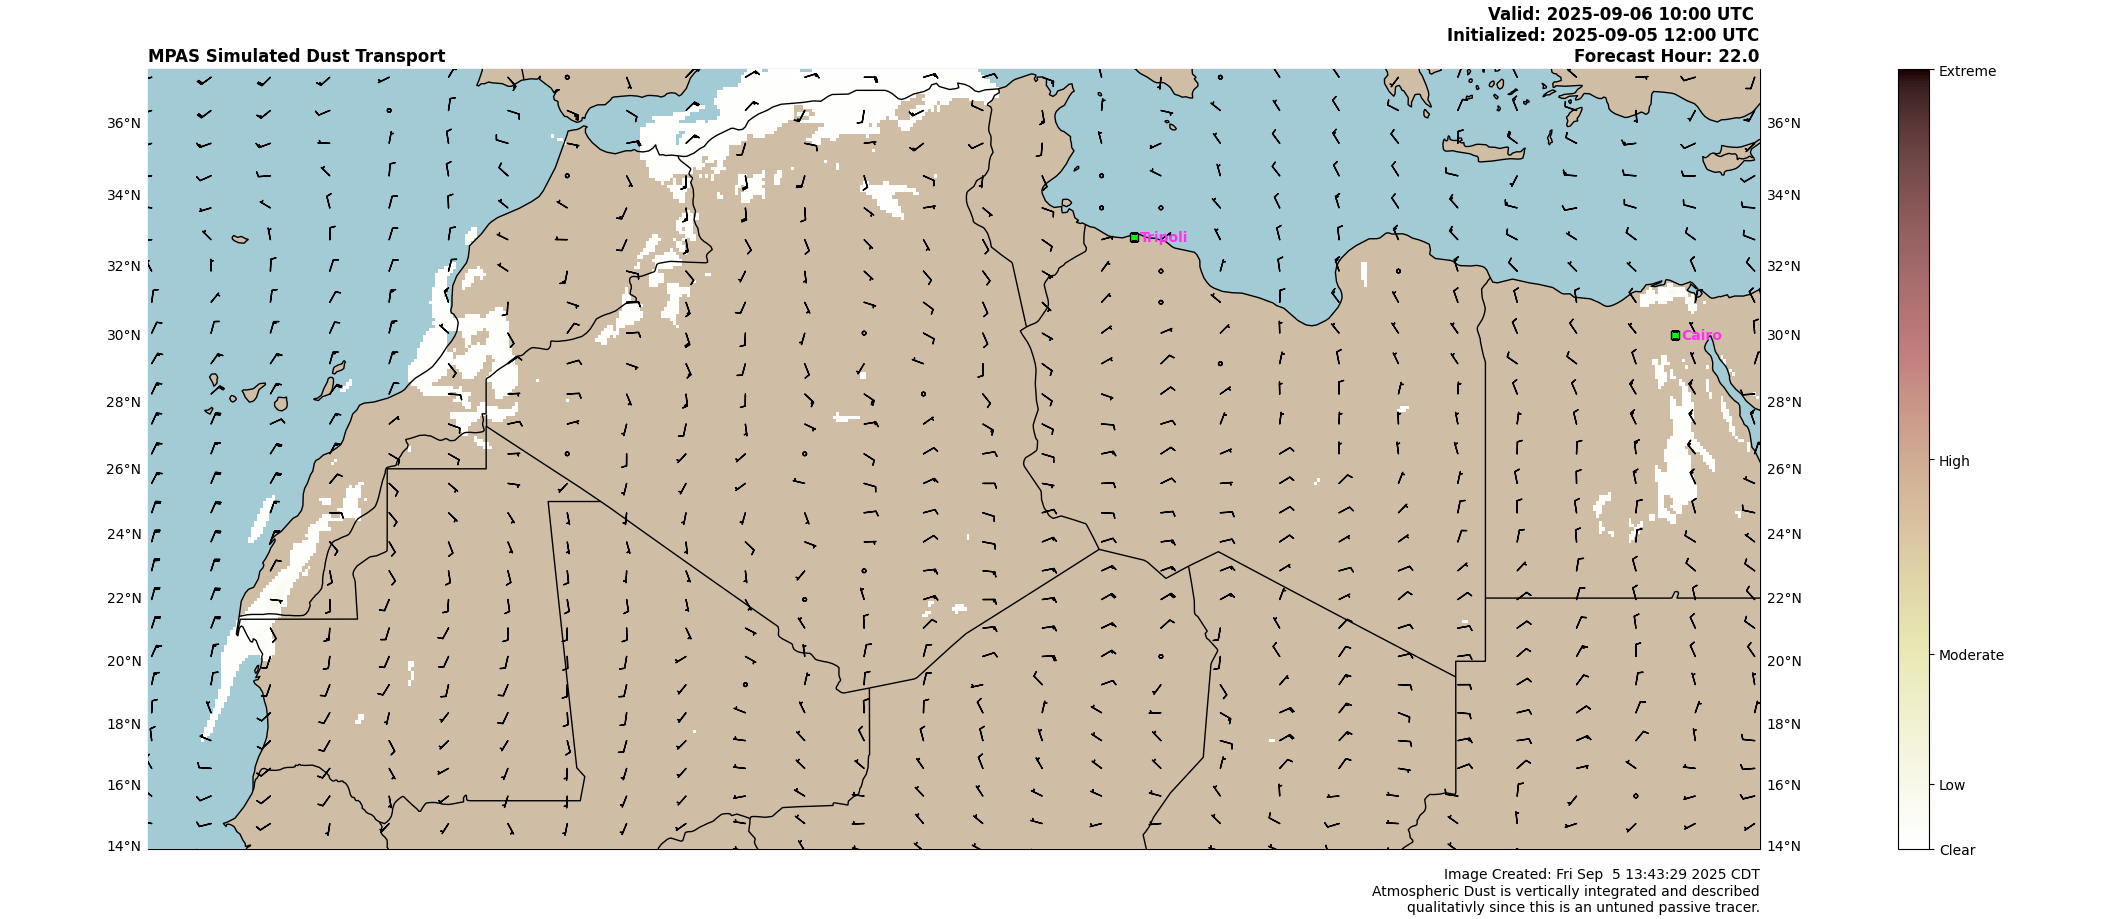 Valid: 2025-09-06 10:00 UTC
Initialized: 2025-09-05 12:00 UTC
MPAS Simulated Dust Transport
Forecast Hour: 22.0
36°N
34°N
32°N
30°N
28°N
26°N
24°N
22°N
20°N
18°N
16°N
14°N
Tripoli
Cairo
36°N
34°N
32°N
30°N
28°N
26°N
24°N
22°N
20°N
18°N
16°N
14°N
Extreme
High
Moderate
Low
Clear
Image Created: Fri Sep  5 13:43:29 2025 CDT
Atmospheric Dust is vertically integrated and described
qualitativly since this is an untuned passive tracer.